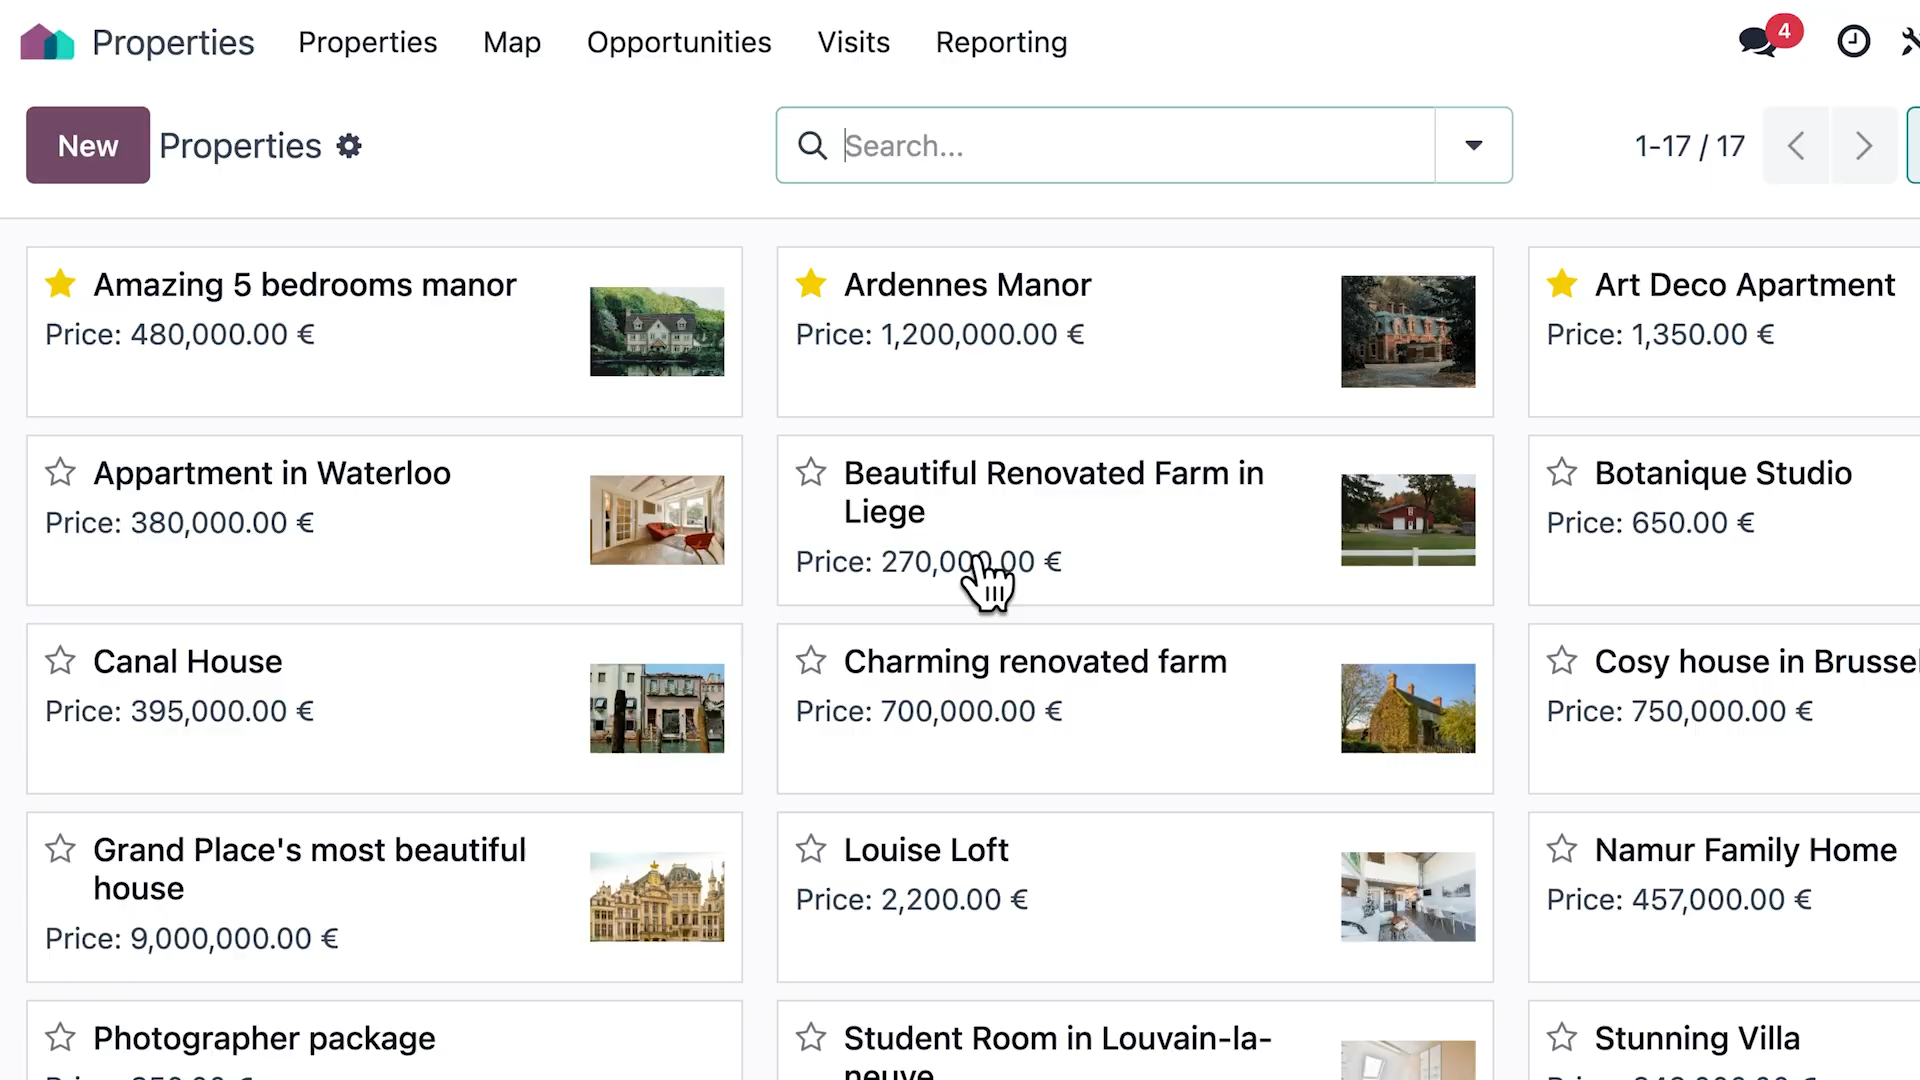 Properties Properties Map Opportunities Visits Reporting 4
New Properties Search... 1-17 / 17
Amazing 5 bedrooms manor
Price: 480,000.00 €
Ardennes Manor
Price: 1,200,000.00 €
Art Deco Apartment
Price: 1,350.00 €
Appartment in Waterloo
Price: 380,000.00 €
Beautiful Renovated Farm in
Liege
Price: 270,000.00 €
Botanique Studio
Price: 650.00 €
Canal House
Price: 395,000.00 €
Charming renovated farm
Price: 700,000.00 €
Cosy house in Brussel
Price: 750,000.00 €
Grand Place's most beautiful
house
Price: 9,000,000.00 €
Louise Loft
Price: 2,200.00 €
Namur Family Home
Price: 457,000.00 €
Photographer package
Student Room in Louvain-la-
neuve
Stunning Villa